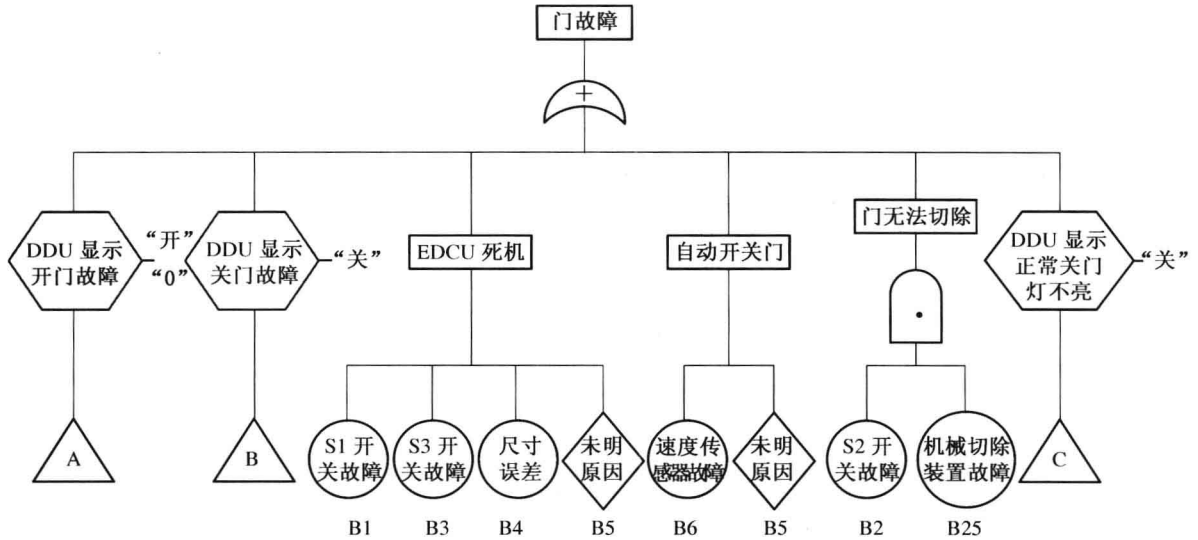 门故障
+
DDU 显示
开门故障
“开”
“0”
DDU 显示
关门故障
“关”
EDCU 死机
自动开关门
门无法切除
DDU 显示
正常关门
灯不亮
“关”
A
B
S1 开
关故障
S3 开
关故障
尺寸
误差
未明
原因
速度传
感器故障
未明
原因
S2 开
关故障
机械切除
装置故障
C
B1
B3
B4
B5
B6
B5
B2
B25